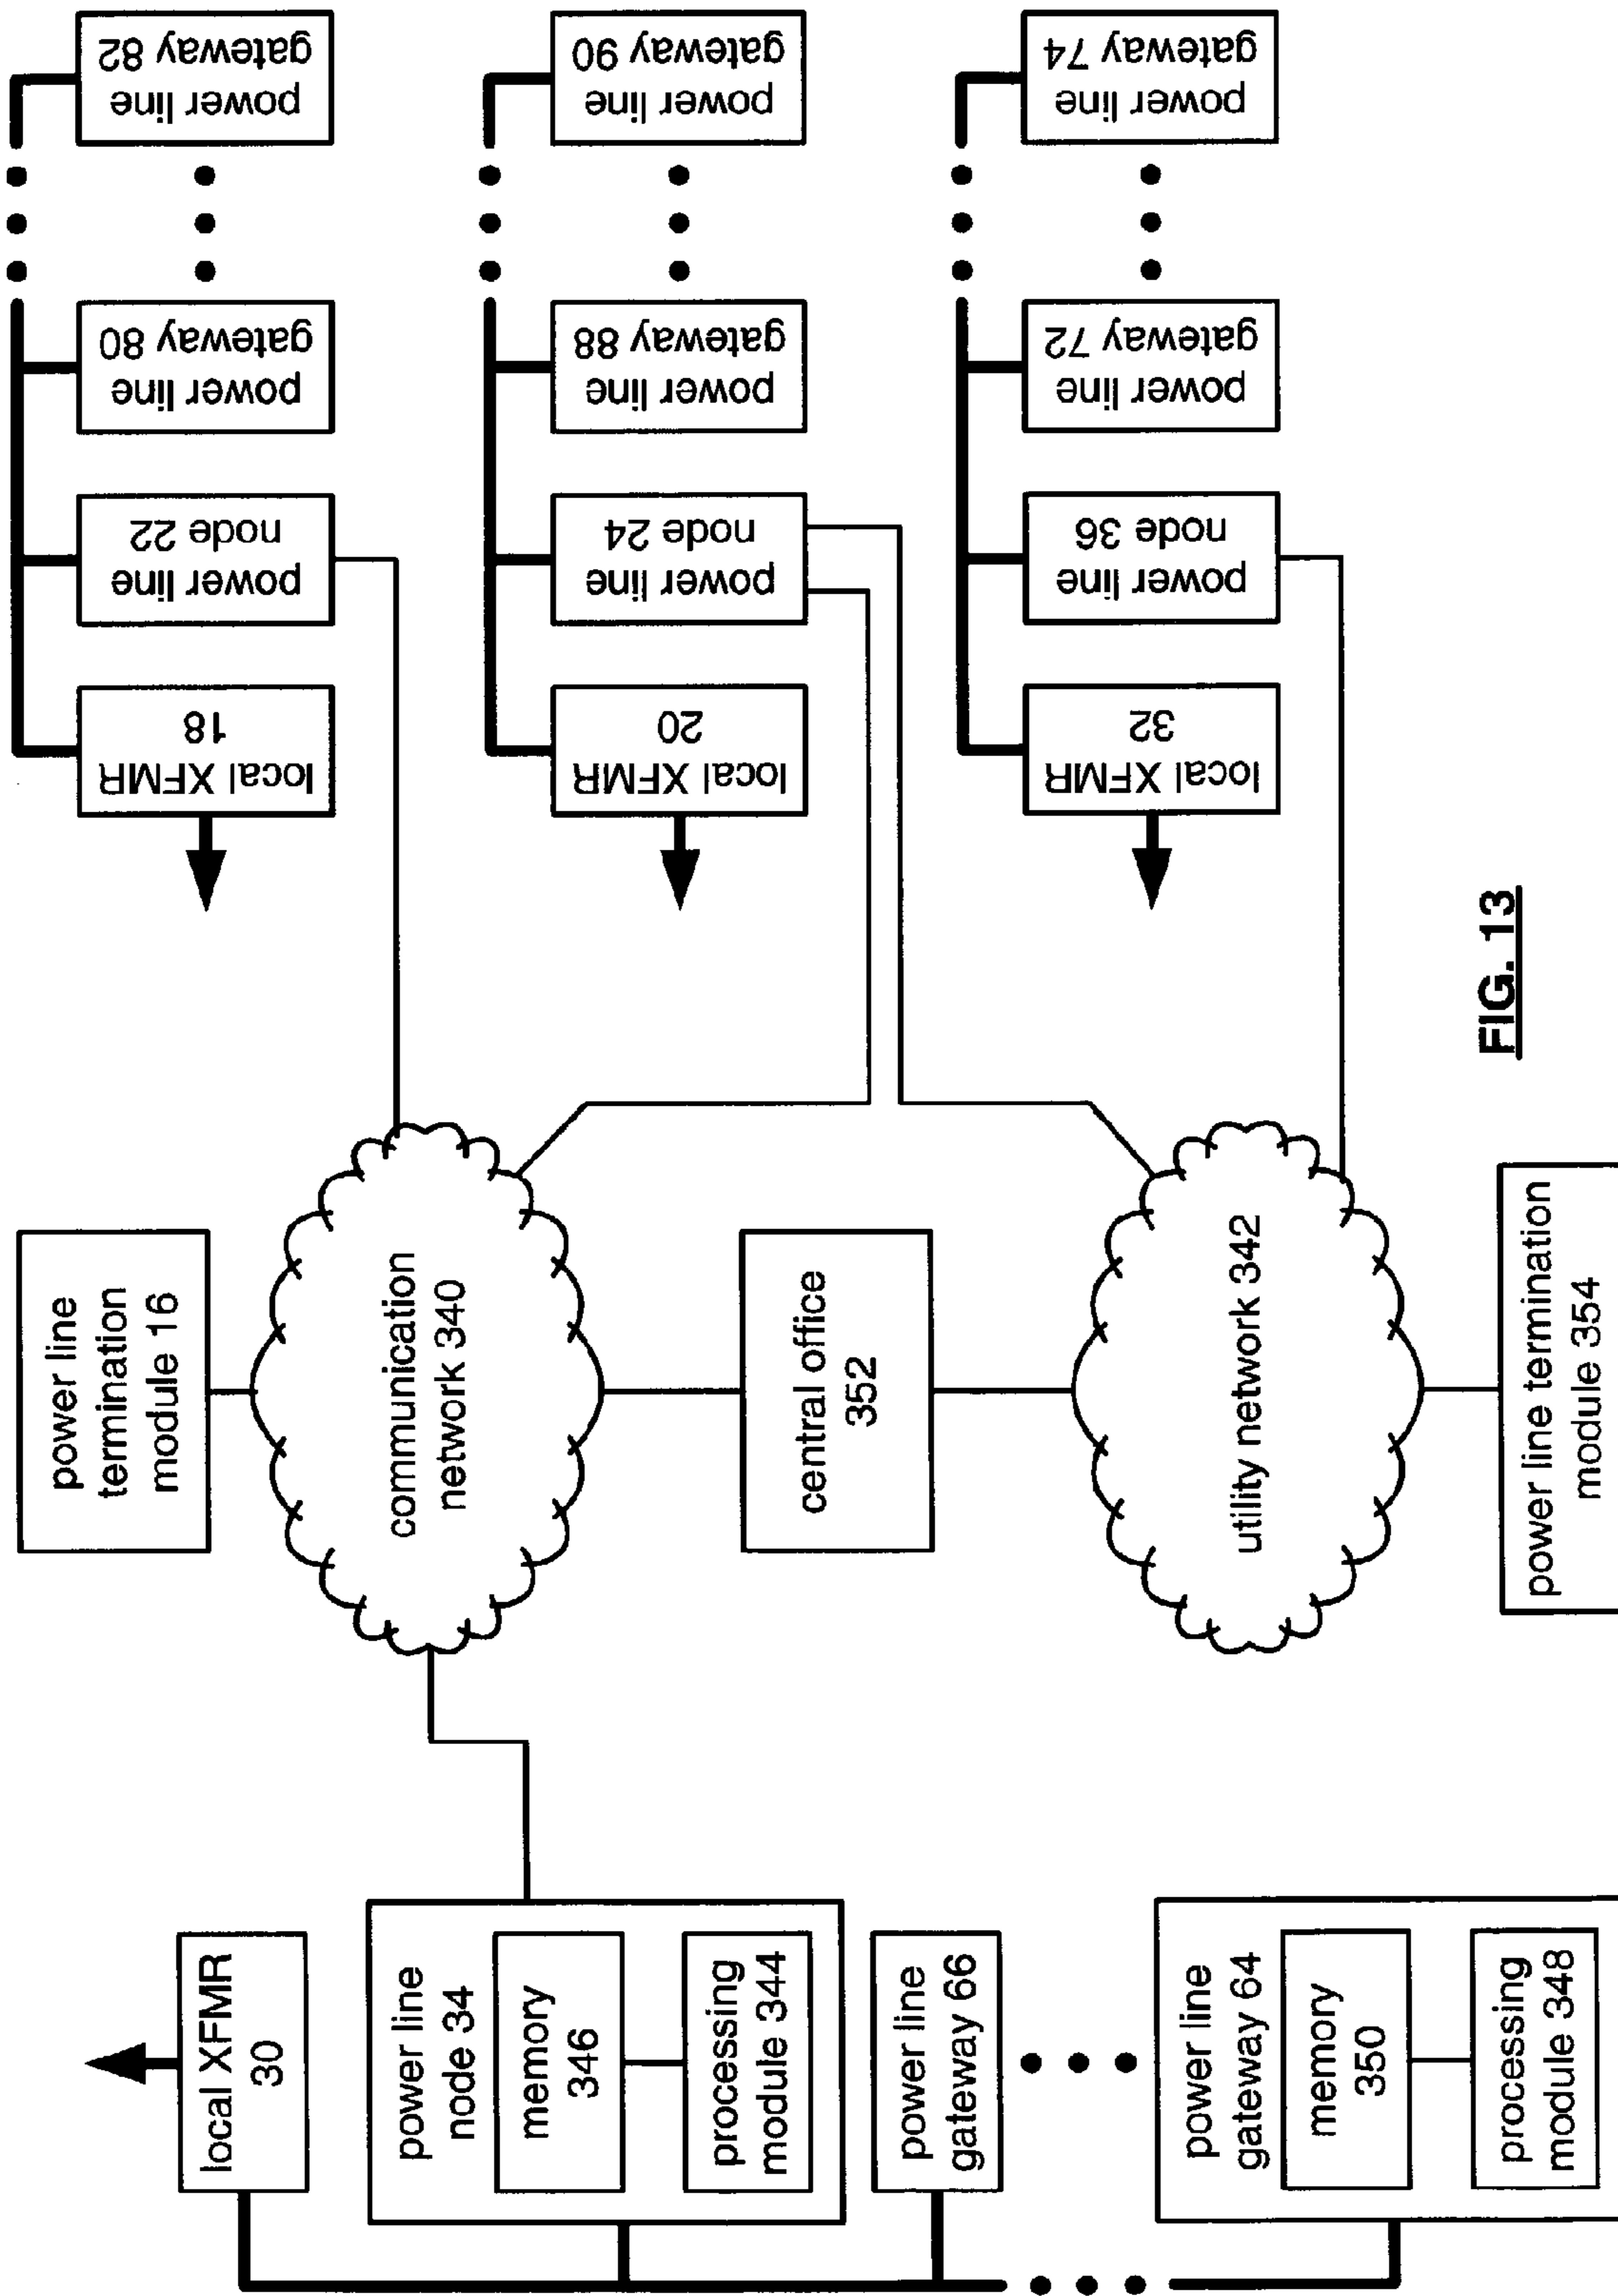 power line
gateway 82
power line
gateway 80
power line
node 22
local XFMR
18
power line
gateway 90
power line
gateway 88
power line
node 24
local XFMR
20
power line
gateway 74
power line
gateway 72
power line
node 36
local XFMR
32
power line
termination
module 16
communication
network 340
central office
352
utility network 342
power line termination
module 354
local XFMR
30
power line
node 34
memory
346
processing
module 344
power line
gateway 66
power line
gateway 64
memory
350
processing
module 348
FIG. 13